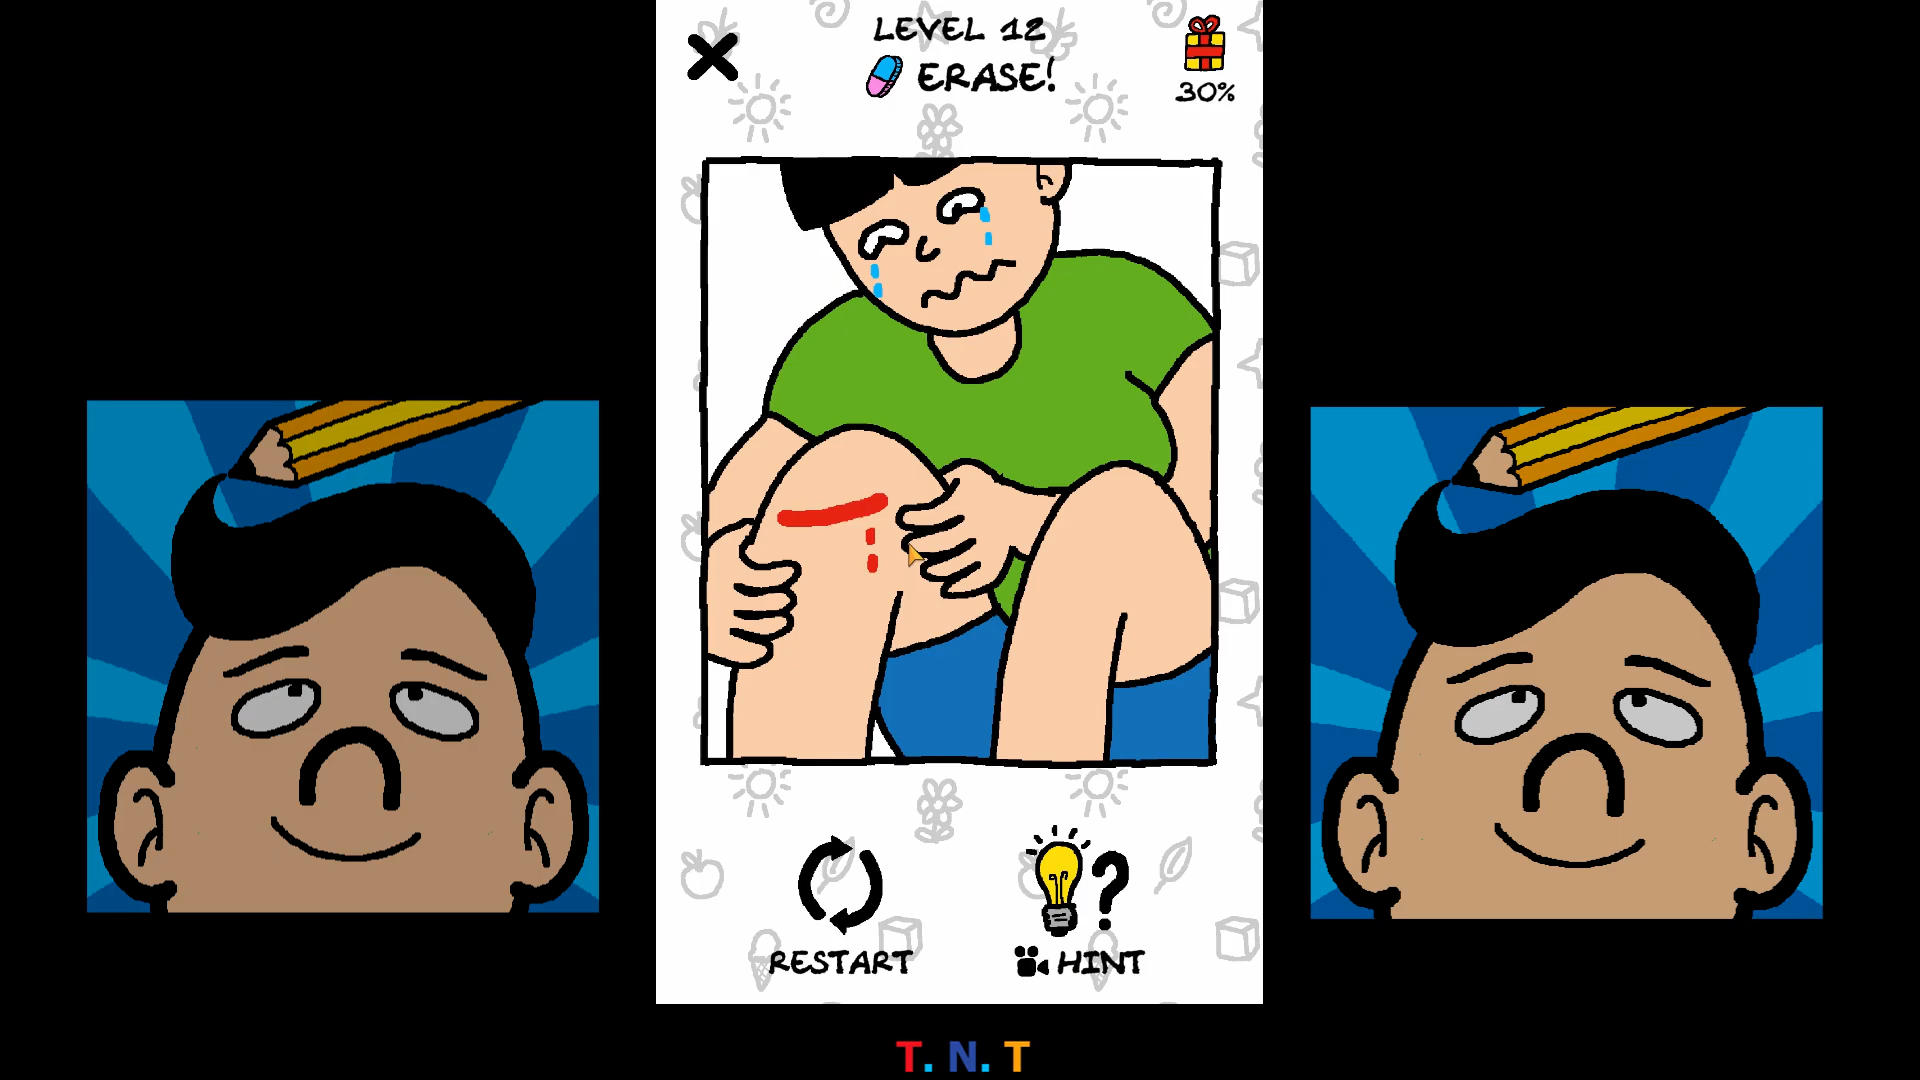 LEVEL 12
ERASE!
30%
?
RESTART
HINT
T. N. T